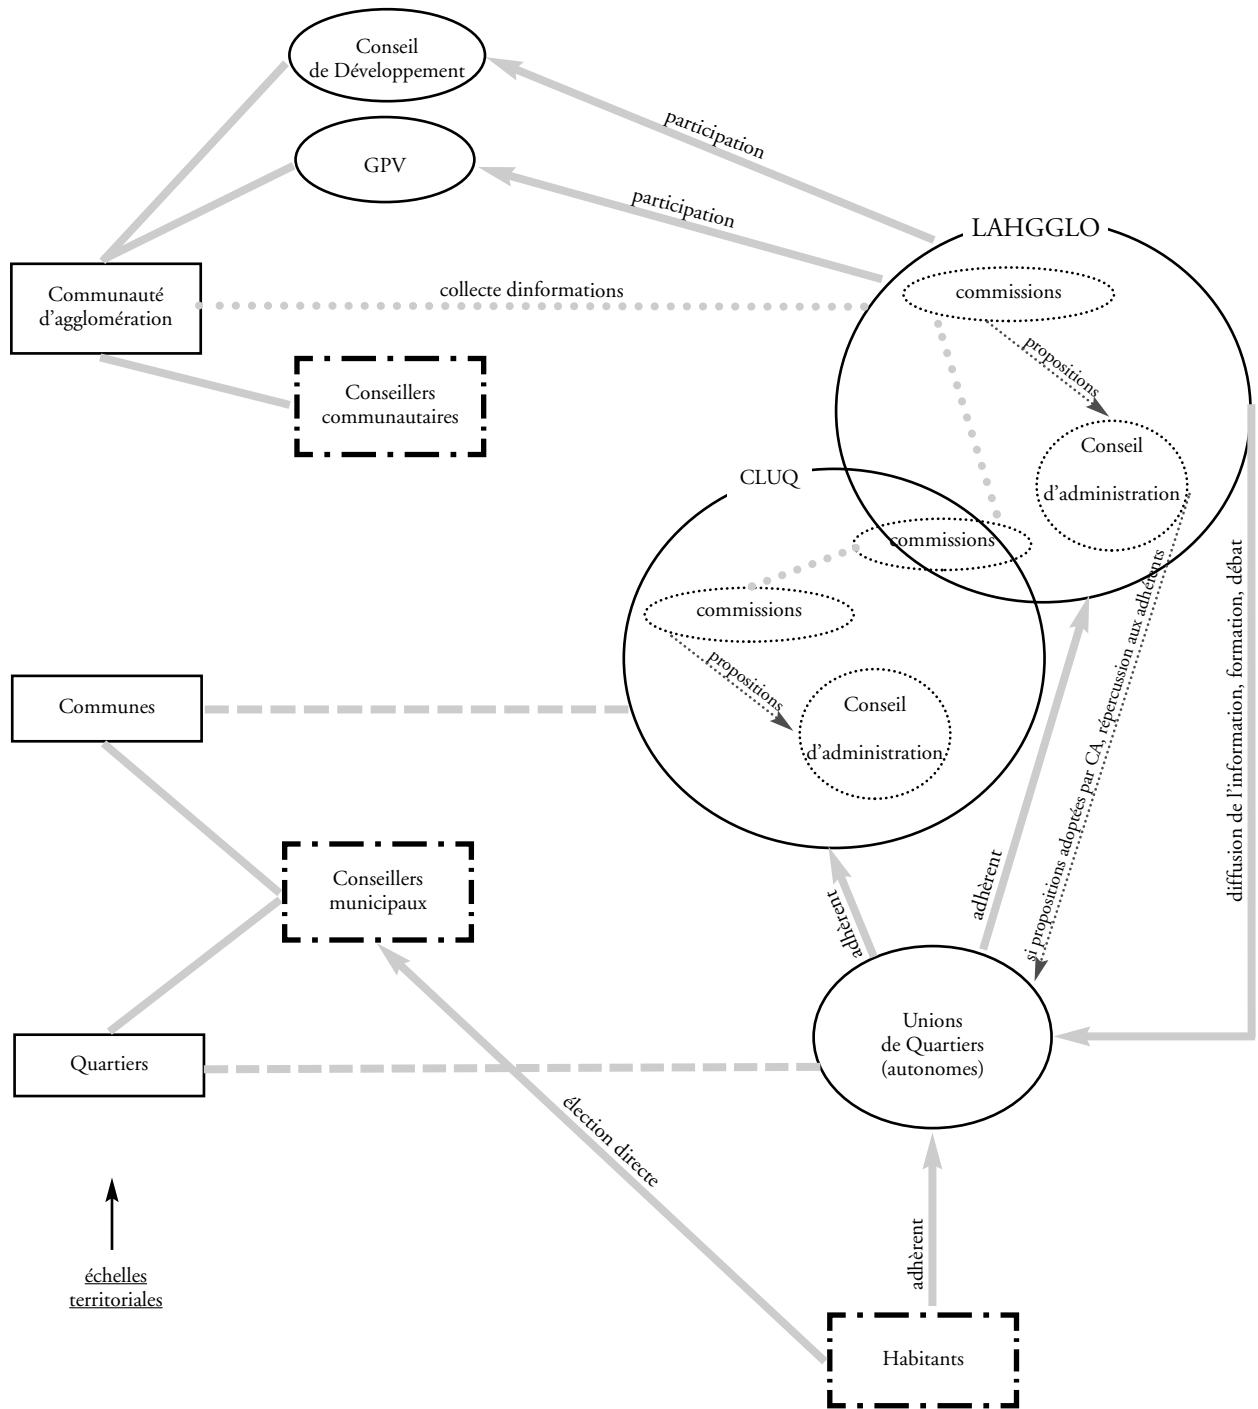 Conseil
de Développement
participation
GPV
participation
LAHGGLO
commissions
Communauté
d'agglomération
collecte dinformations
propositions
Conseillers
communautaires
Conseil
d'administration
CLUQ
commissions
commissions
propositions
Conseil
d'administration
Communes
si propositions adoptées par CA, répercussion aux adhérents
diffusion de l'information, formation, débat
Conseillers
municipaux
adhèrent
adhèrent
Unions
de Quartiers
(autonomes)
Quartiers
élection directe
adhèrent
échelles
territoriales
Habitants